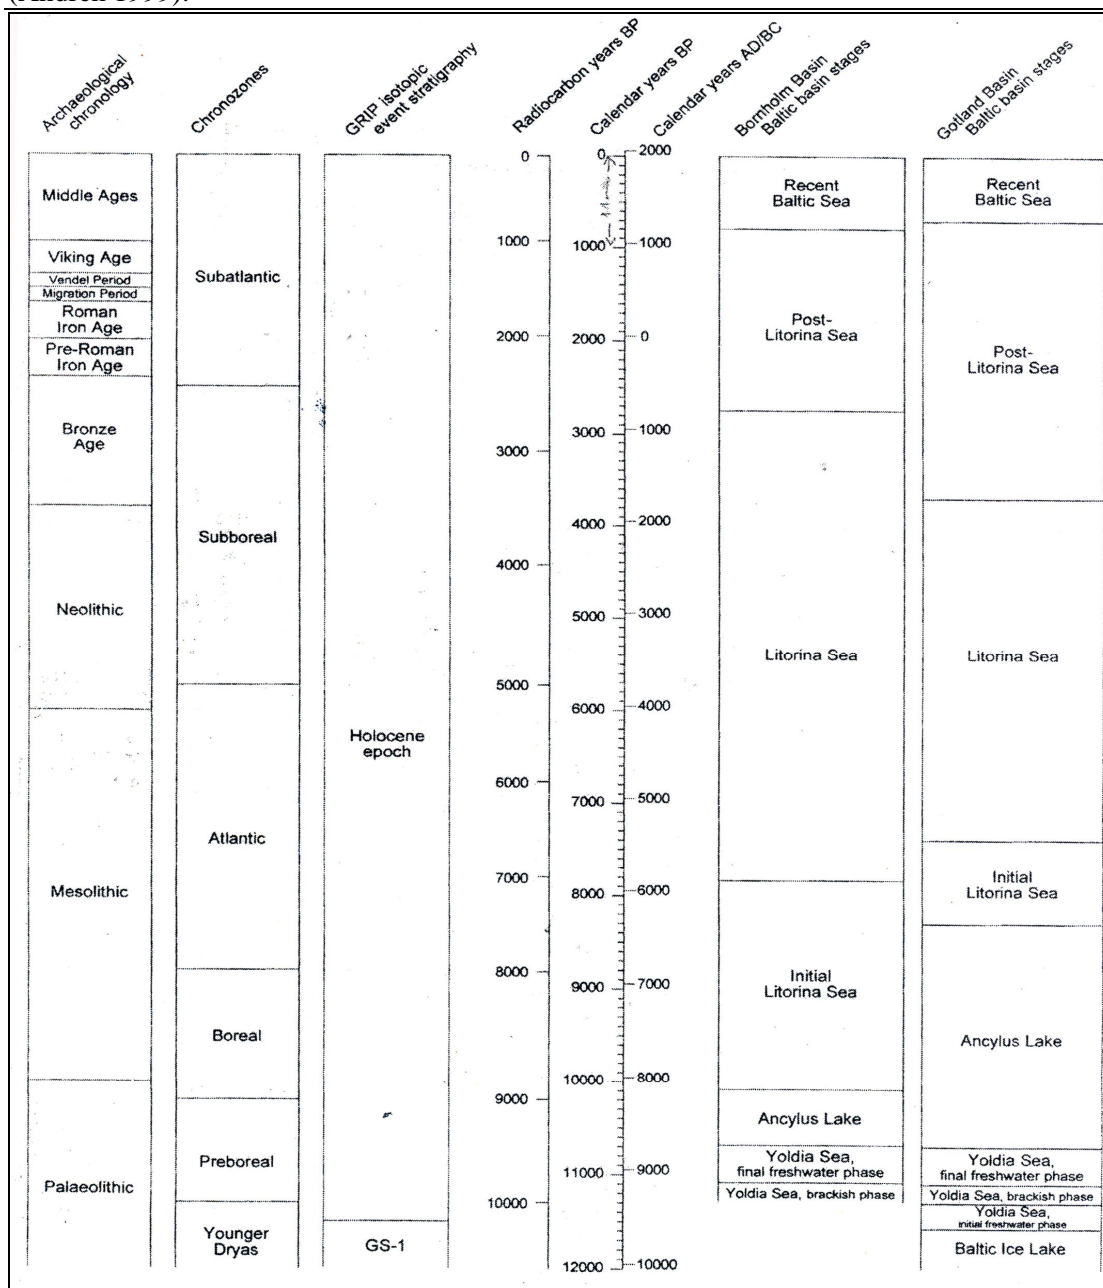 (Andrén 1999).
Archaeological
chronology
Chronozones
GRIP isotopic
event stratigraphy
Radiocarbon years BP
Calendar years BP
Calendar years AD/BC
Bornholm Basin
Baltic basin stages
Gotland Basin
Baltic basin stages
Middle Ages
Viking Age
Vendel Period
Migration Period
Roman
Iron Age
Pre-Roman
Iron Age
Bronze
Age
Neolithic
Mesolithic
Palaeolithic
Subatlantic
Subboreal
Atlantic
Boreal
Preboreal
Younger
Dryas
Holocene
epoch
GS-1
0
1000
2000
3000
4000
5000
6000
7000
8000
9000
10000
0
1000
2000
3000
4000
5000
6000
7000
8000
9000
10000
11000
12000
2000
1000
0
1000
2000
3000
4000
5000
6000
7000
8000
9000
10000
Recent
Baltic Sea
Post-
Litorina Sea
Litorina Sea
Initial
Litorina Sea
Ancylus Lake
Yoldia Sea,
final freshwater phase
Yoldia Sea, brackish phase
Recent
Baltic Sea
Post-
Litorina Sea
Litorina Sea
Initial
Litorina Sea
Ancylus Lake
Yoldia Sea,
final freshwater phase
Yoldia Sea, brackish phase
Yoldia Sea,
initial freshwater phase
Baltic Ice Lake